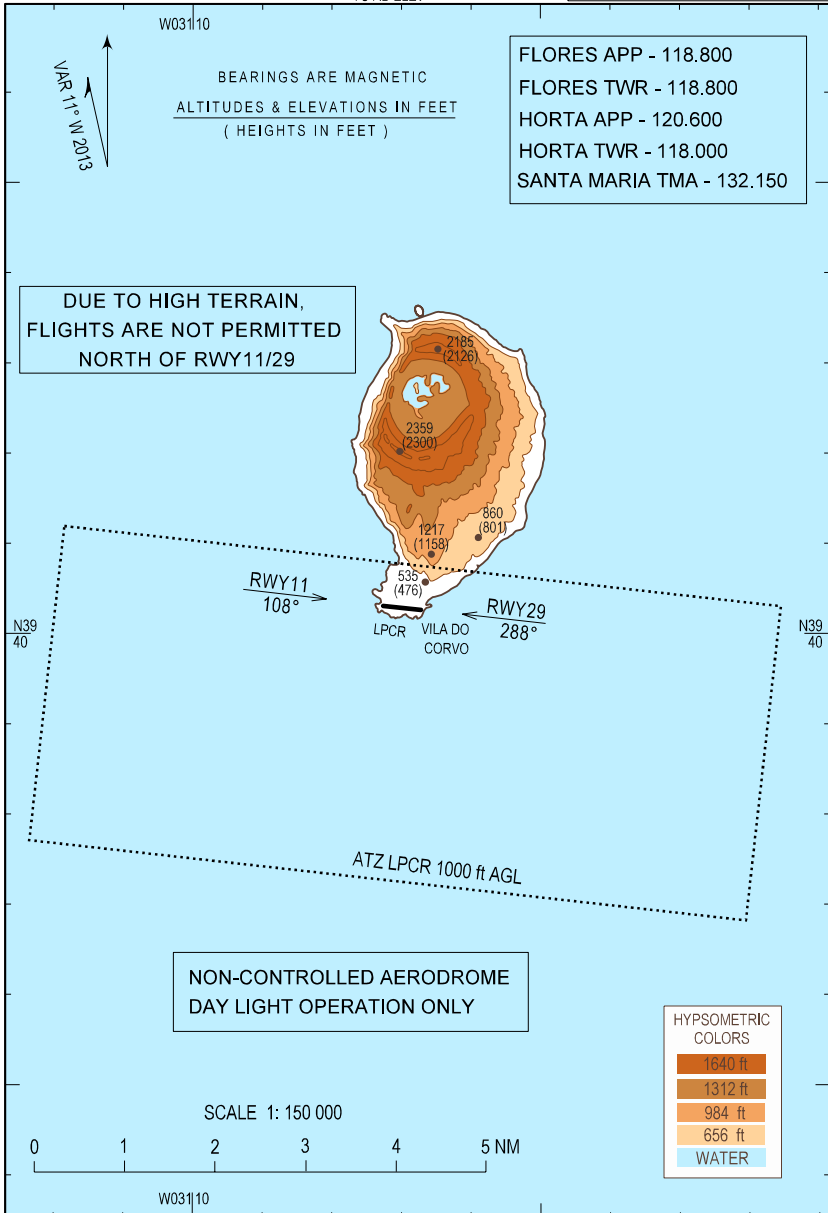 W031 10
VAR 11° W 2013
BEARINGS ARE MAGNETIC
ALTITUDES & ELEVATIONS IN FEET
( HEIGHTS IN FEET )
FLORES APP - 118.800
FLORES TWR - 118.800
HORTA APP - 120.600
HORTA TWR - 118.000
SANTA MARIA TMA - 132.150
DUE TO HIGH TERRAIN,
FLIGHTS ARE NOT PERMITTED
NORTH OF RWY11/29
2185
(2126)
2359
(2300)
860
(801)
1217
(1158)
535
(476)
RWY11
108°
RWY29
288°
LPCR
VILA DO
CORVO
N39
40
N39
40
ATZ LPCR 1000 ft AGL
NON-CONTROLLED AERODROME
DAY LIGHT OPERATION ONLY
HYPSOMETRIC
COLORS
1640 ft
1312 ft
984 ft
656 ft
WATER
SCALE 1: 150 000
0 1 2 3 4 5 NM
W031 10